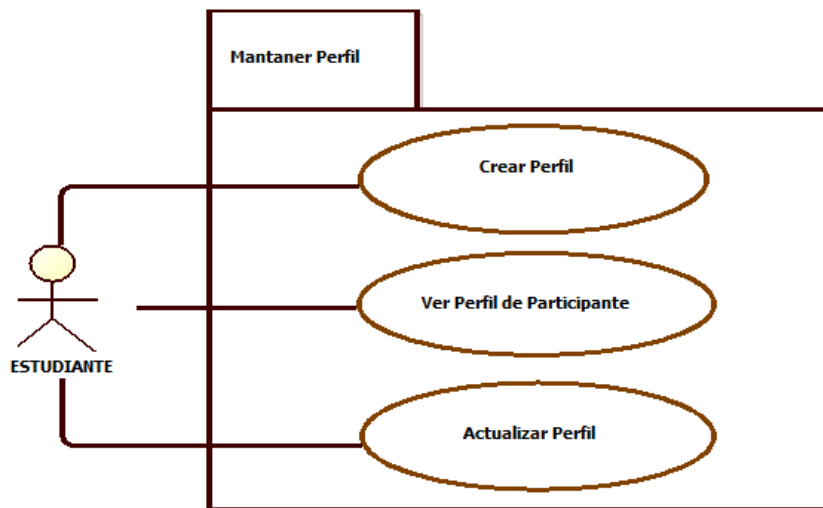 Mantaner Perfil
Crear Perfil
Ver Perfil de Participante
ESTUDIANTE
Actualizar Perfil